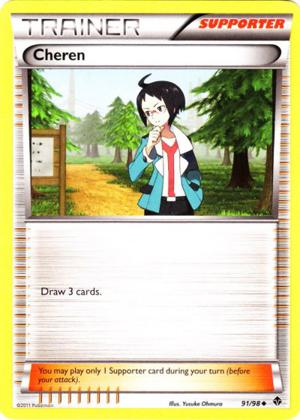 TRAINER SUPPORTER
Cheren
Draw 3 cards.
You may play only 1 Supporter card during your turn (before
your attack).
©2011 Pokémon
Illus. Yusuke Ohmura
91/98